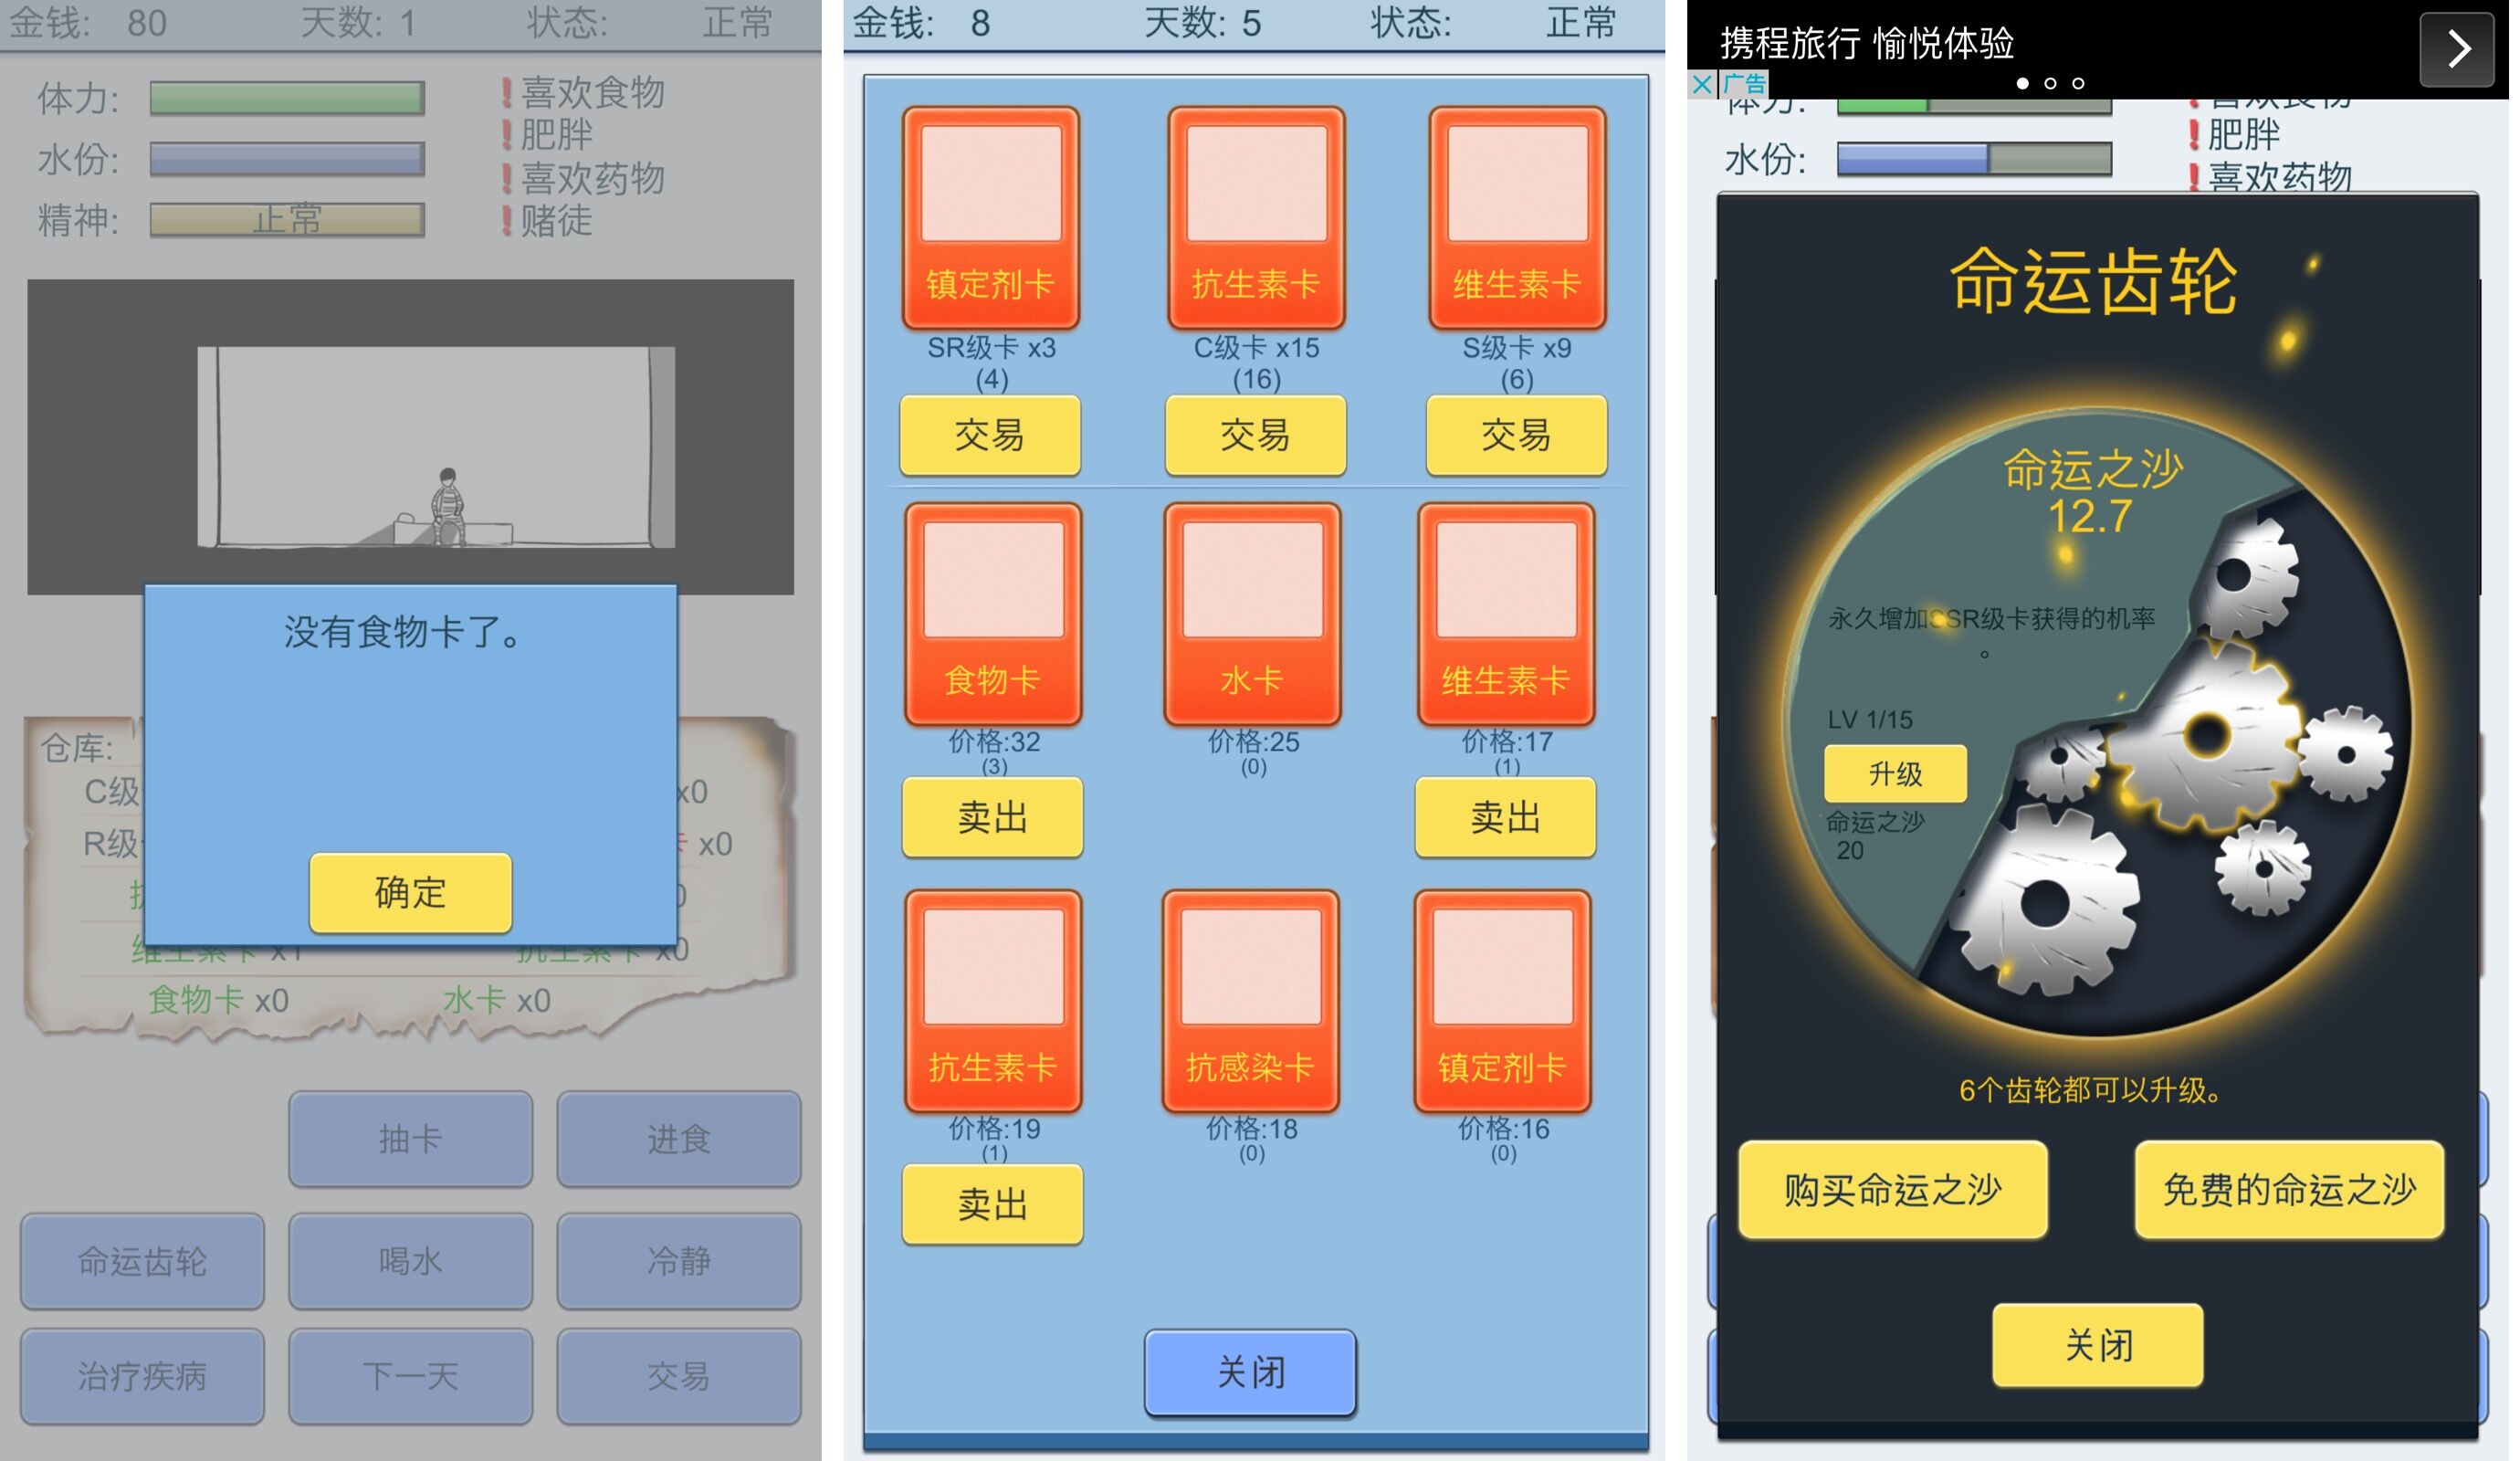 金钱: 80 天数: 1 状态: 正常
体力:
水份:
精神: 正常
!喜欢食物
!肥胖
!喜欢药物
!赌徒
没有食物卡了。
确定
仓库:
C级 x0
R级 x0
维生素卡 x1 抗生素卡 x0
食物卡 x0 水卡 x0
抽卡 进食
命运齿轮 喝水 冷静
治疗疾病 下一天 交易
金钱: 8 天数: 5 状态: 正常
镇定剂卡 抗生素卡 维生素卡
SR级卡 x3 C级卡 x15 S级卡 x9
(4) (16) (6)
交易 交易 交易
食物卡 水卡 维生素卡
价格:32 价格:25 价格:17
(3) (0) (1)
卖出 卖出
抗生素卡 抗感染卡 镇定剂卡
价格:19 价格:18 价格:16
(1) (0) (0)
卖出
关闭
携程旅行 愉悦体验
广告
体力:
水份:
!喜欢食物
!肥胖
!喜欢药物
命运齿轮
命运之沙
12.7
永久增加SSR级卡获得的机率
。
LV 1/15
升级
命运之沙
20
6个齿轮都可以升级。
购买命运之沙 免费的命运之沙
关闭